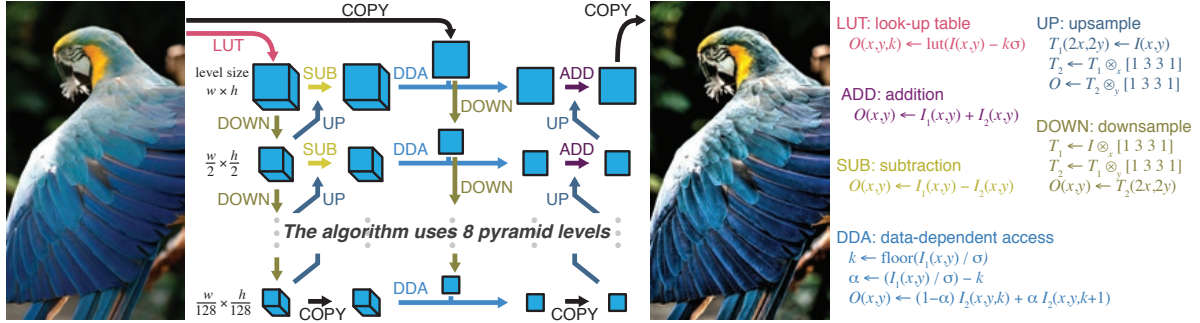 COPY
COPY
LUT
level size
w × h
SUB
DDA
ADD
DOWN
UP
DOWN
UP
w/2 × h/2
SUB
DDA
ADD
DOWN
UP
DOWN
UP
The algorithm uses 8 pyramid levels
w/128 × h/128
COPY
DDA
COPY
LUT: look-up table
O(x,y,k) ← lut(I(x,y) − kσ)
ADD: addition
O(x,y) ← I₁(x,y) + I₂(x,y)
SUB: subtraction
O(x,y) ← I₁(x,y) − I₂(x,y)
UP: upsample
T₁(2x,2y) ← I(x,y)
T₂ ← T₁ ⊗ₓ [1 3 3 1]
O ← T₂ ⊗ᵧ [1 3 3 1]
DOWN: downsample
T₁ ← I ⊗ₓ [1 3 3 1]
T₂ ← T₁ ⊗ᵧ [1 3 3 1]
O(x,y) ← T₂(2x,2y)
DDA: data-dependent access
k ← floor(I₁(x,y) / σ)
α ← (I₁(x,y) / σ) − k
O(x,y) ← (1−α) I₂(x,y,k) + α I₂(x,y,k+1)